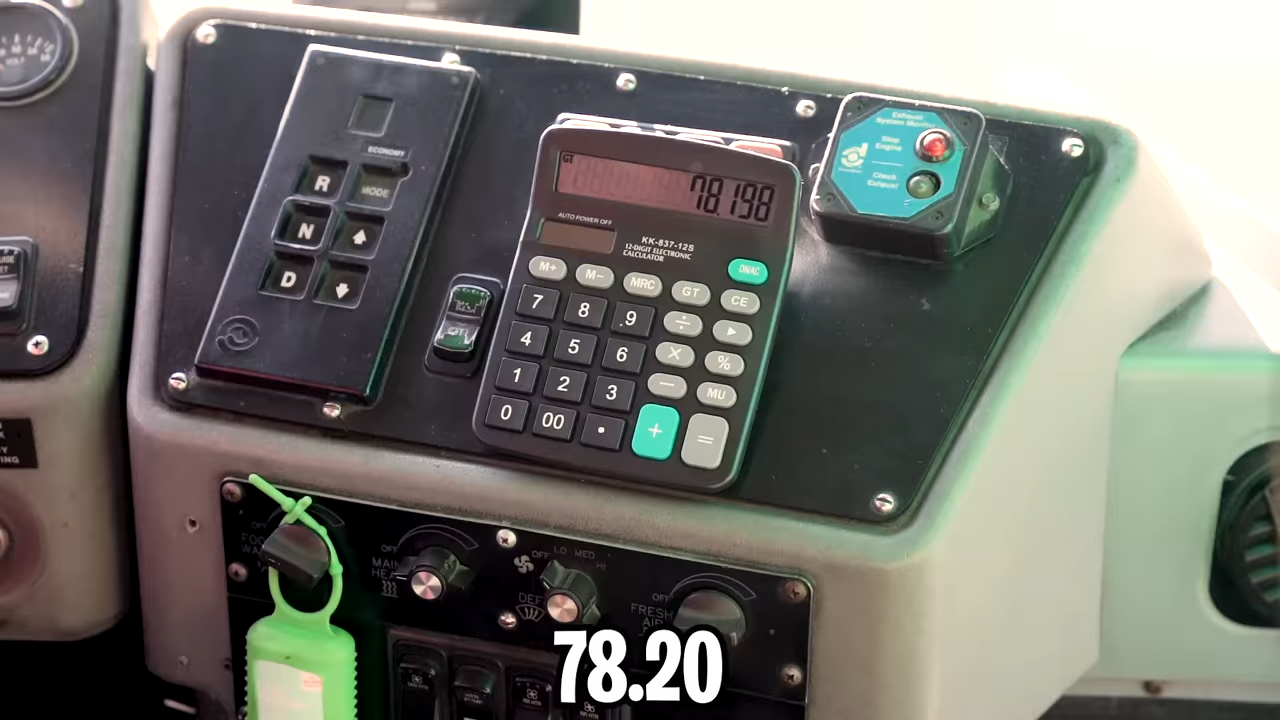 ECONOMY
R
MODE
N
D
GT
78.198
AUTO POWER OFF
KK-837-12S
12-DIGIT ELECTRONIC
CALCULATOR
ON/AC
M+
M−
MRC
GT
CE
7
8
9
÷
▶
4
5
6
×
%
1
2
3
−
MU
0
00
•
+
=
Exhaust
System Monitor
Stop
Engine
Check
Exhaust
OFF
MAIN
OFF
OFF
LO
MED
HI
FRESH
AIR
78.20